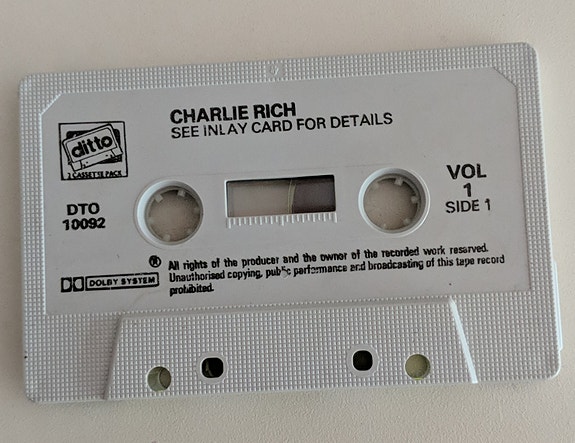 CHARLIE RICH
SEE INLAY CARD FOR DETAILS
ditto
2 CASSETTE PACK
DTO
10092
VOL
1
SIDE 1
® All rights of the producer and the owner of the recorded work reserved.
Unauthorised copying, public performance and broadcasting of this tape record
prohibited.
DOLBY SYSTEM